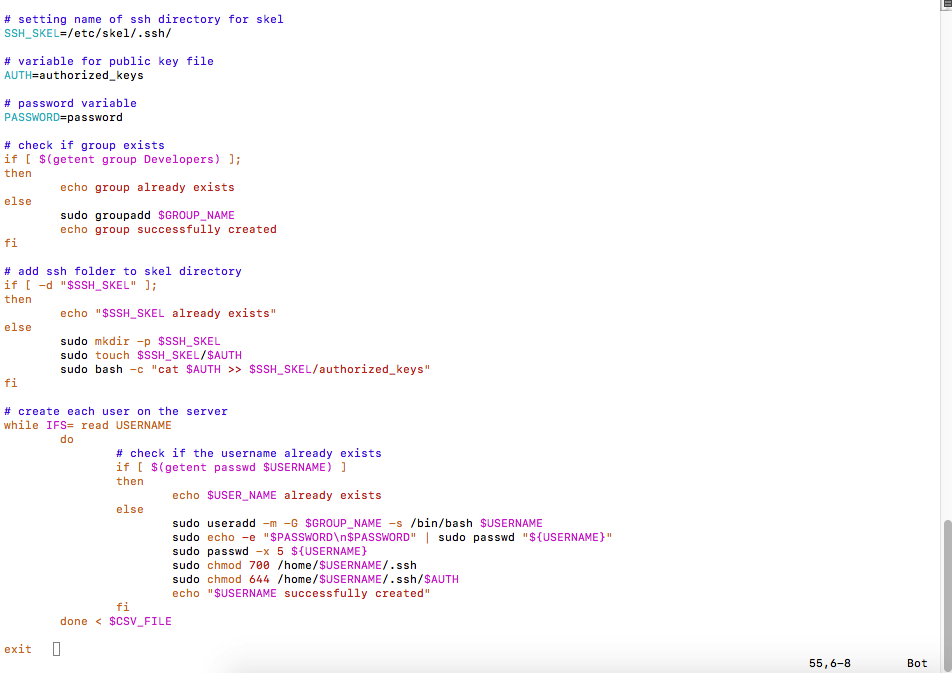 # setting name of ssh directory for skel
SSH_SKEL=/etc/skel/.ssh/
# variable for public key file
AUTH=authorized_keys
# password variable
PASSWORD=password
# check if group exists
if [ $(getent group Developers) ];
then
echo group already exists
else
sudo groupadd $GROUP_NAME
echo group successfully created
fi
# add ssh folder to skel directory
if [ -d "$SSH_SKEL" ];
then
echo "$SSH_SKEL already exists"
else
sudo mkdir -p $SSH_SKEL
sudo touch $SSH_SKEL/$AUTH
sudo bash -c "cat $AUTH >> $SSH_SKEL/authorized_keys"
fi
# create each user on the server
while IFS= read USERNAME
do
# check if the username already exists
if [ $(getent passwd $USERNAME) ]
then
echo $USER_NAME already exists
else
sudo useradd -m -G $GROUP_NAME -s /bin/bash $USERNAME
sudo echo -e "$PASSWORD\n$PASSWORD" | sudo passwd "${USERNAME}"
sudo passwd -x 5 ${USERNAME}
sudo chmod 700 /home/$USERNAME/.ssh
sudo chmod 644 /home/$USERNAME/.ssh/$AUTH
echo "$USERNAME successfully created"
fi
done < $CSV_FILE
exit
55,6-8 Bot